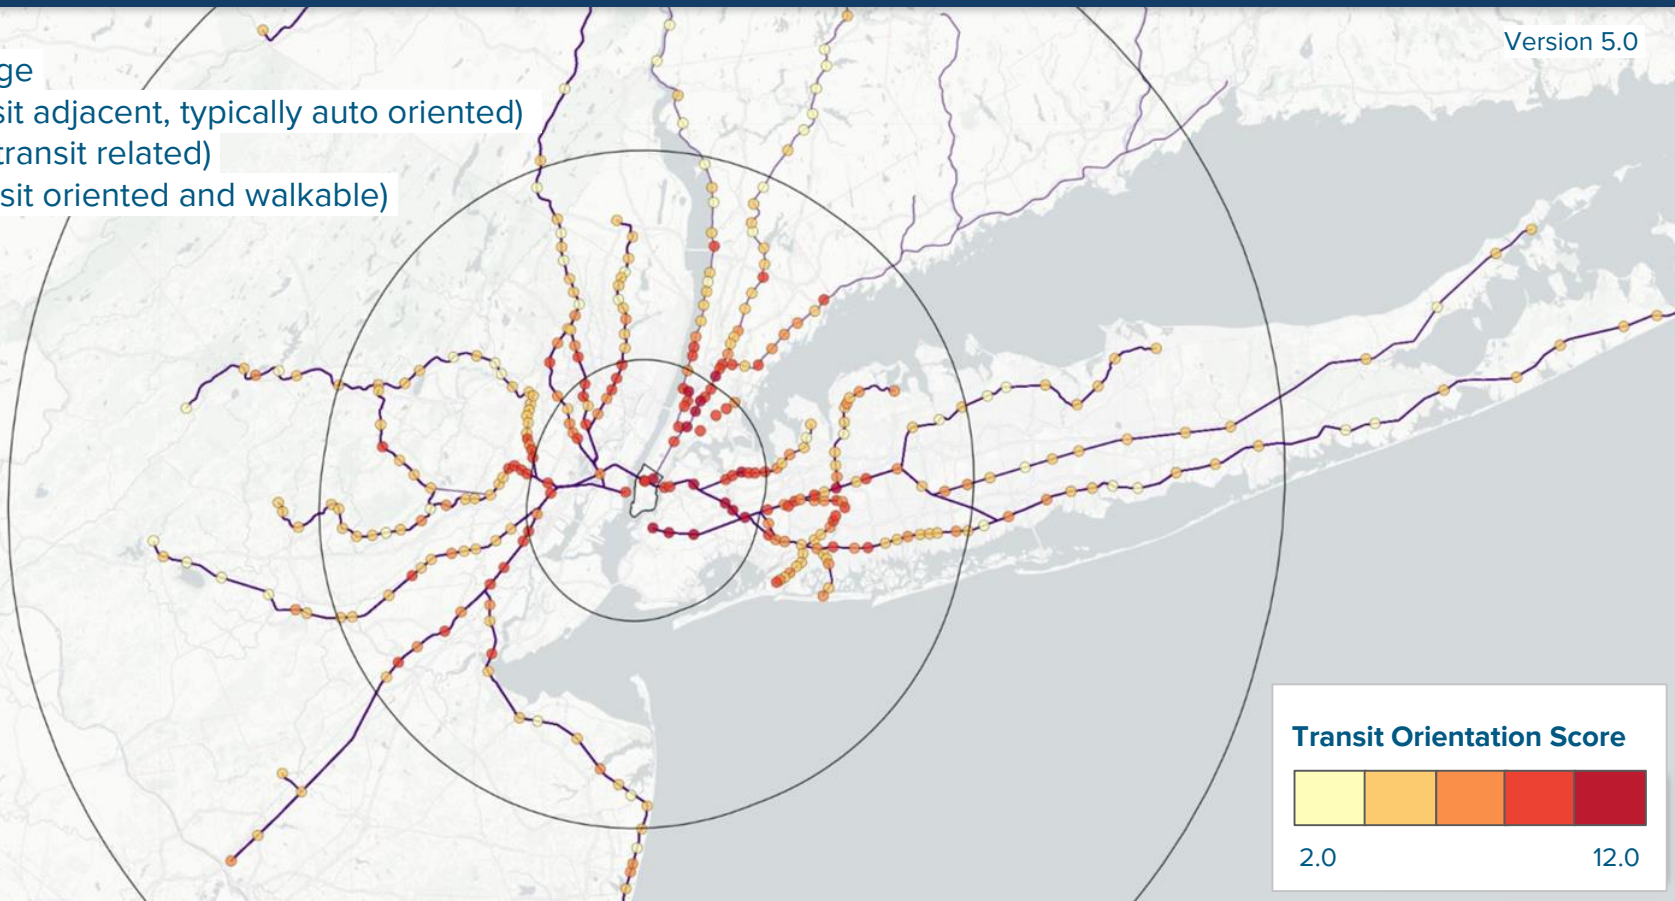 Version 5.0
ge
sit adjacent, typically auto oriented)
transit related)
sit oriented and walkable)
Transit Orientation Score
2.0 12.0